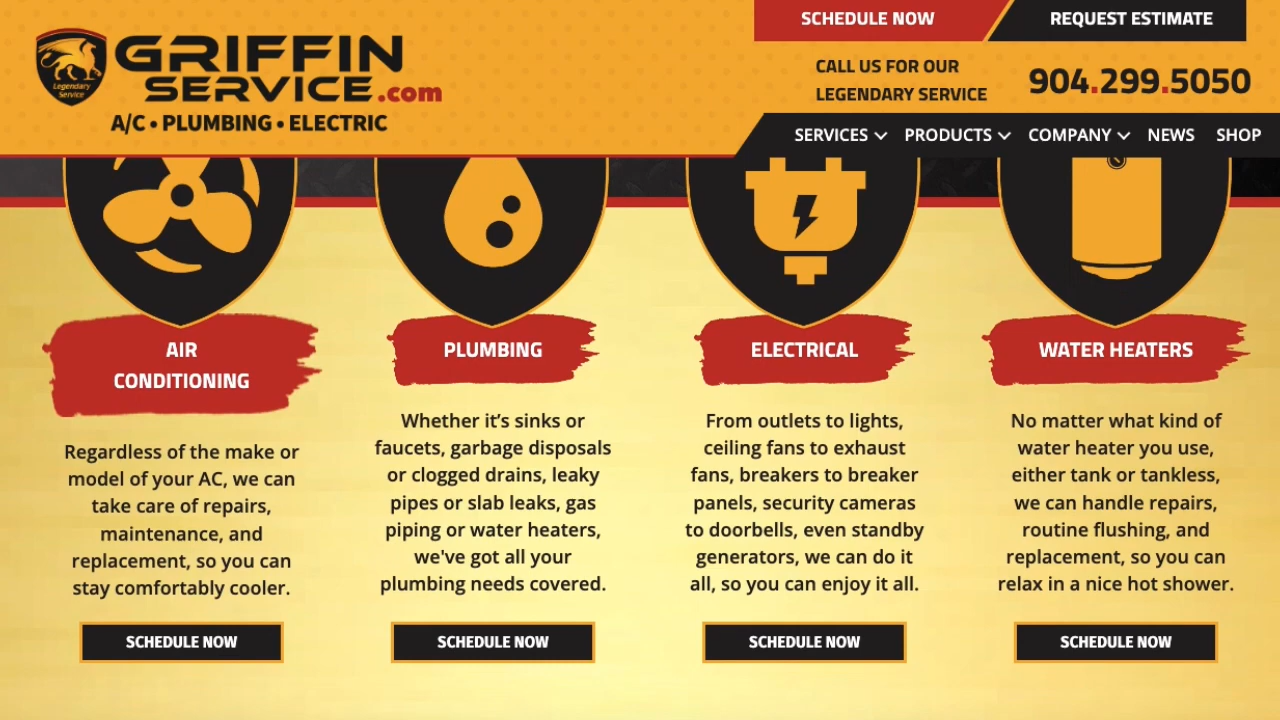 SCHEDULE NOW
REQUEST ESTIMATE
Legendary
Service
GRIFFIN
SERVICE.com
A/C • PLUMBING • ELECTRIC
CALL US FOR OUR
LEGENDARY SERVICE
904.299.5050
SERVICES
PRODUCTS
COMPANY
NEWS
SHOP
AIR
CONDITIONING
Regardless of the make or
model of your AC, we can
take care of repairs,
maintenance, and
replacement, so you can
stay comfortably cooler.
SCHEDULE NOW
PLUMBING
Whether it’s sinks or
faucets, garbage disposals
or clogged drains, leaky
pipes or slab leaks, gas
piping or water heaters,
we've got all your
plumbing needs covered.
SCHEDULE NOW
ELECTRICAL
From outlets to lights,
ceiling fans to exhaust
fans, breakers to breaker
panels, security cameras
to doorbells, even standby
generators, we can do it
all, so you can enjoy it all.
SCHEDULE NOW
WATER HEATERS
No matter what kind of
water heater you use,
either tank or tankless,
we can handle repairs,
routine flushing, and
replacement, so you can
relax in a nice hot shower.
SCHEDULE NOW